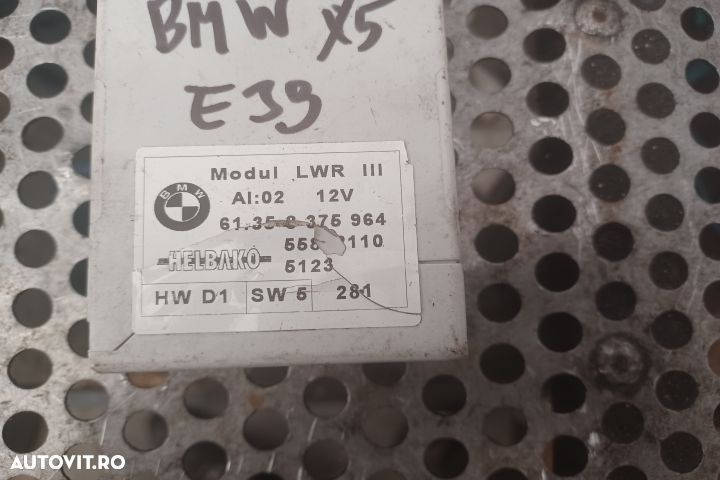 BMW X5
E39
Modul LWR III
BMW
AI:02 12V
61.35 8 375 964
110
HELBAKO
5123
HW D1 SW 5 281
AUTOVIT.RO